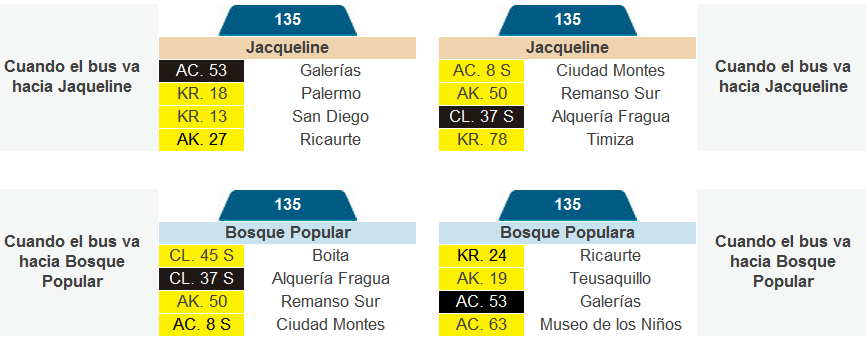 Cuando el bus va
hacia Jaqueline
135
Jacqueline
AC. 53 Galerías
KR. 18 Palermo
KR. 13 San Diego
AK. 27 Ricaurte
135
Jacqueline
AC. 8 S Ciudad Montes
AK. 50 Remanso Sur
CL. 37 S Alquería Fragua
KR. 78 Timiza
Cuando el bus va
hacia Jacqueline
Cuando el bus va
hacia Bosque
Popular
135
Bosque Popular
CL. 45 S Boita
CL. 37 S Alquería Fragua
AK. 50 Remanso Sur
AC. 8 S Ciudad Montes
135
Bosque Populara
KR. 24 Ricaurte
AK. 19 Teusaquillo
AC. 53 Galerías
AC. 63 Museo de los Niños
Cuando el bus va
hacia Bosque
Popular